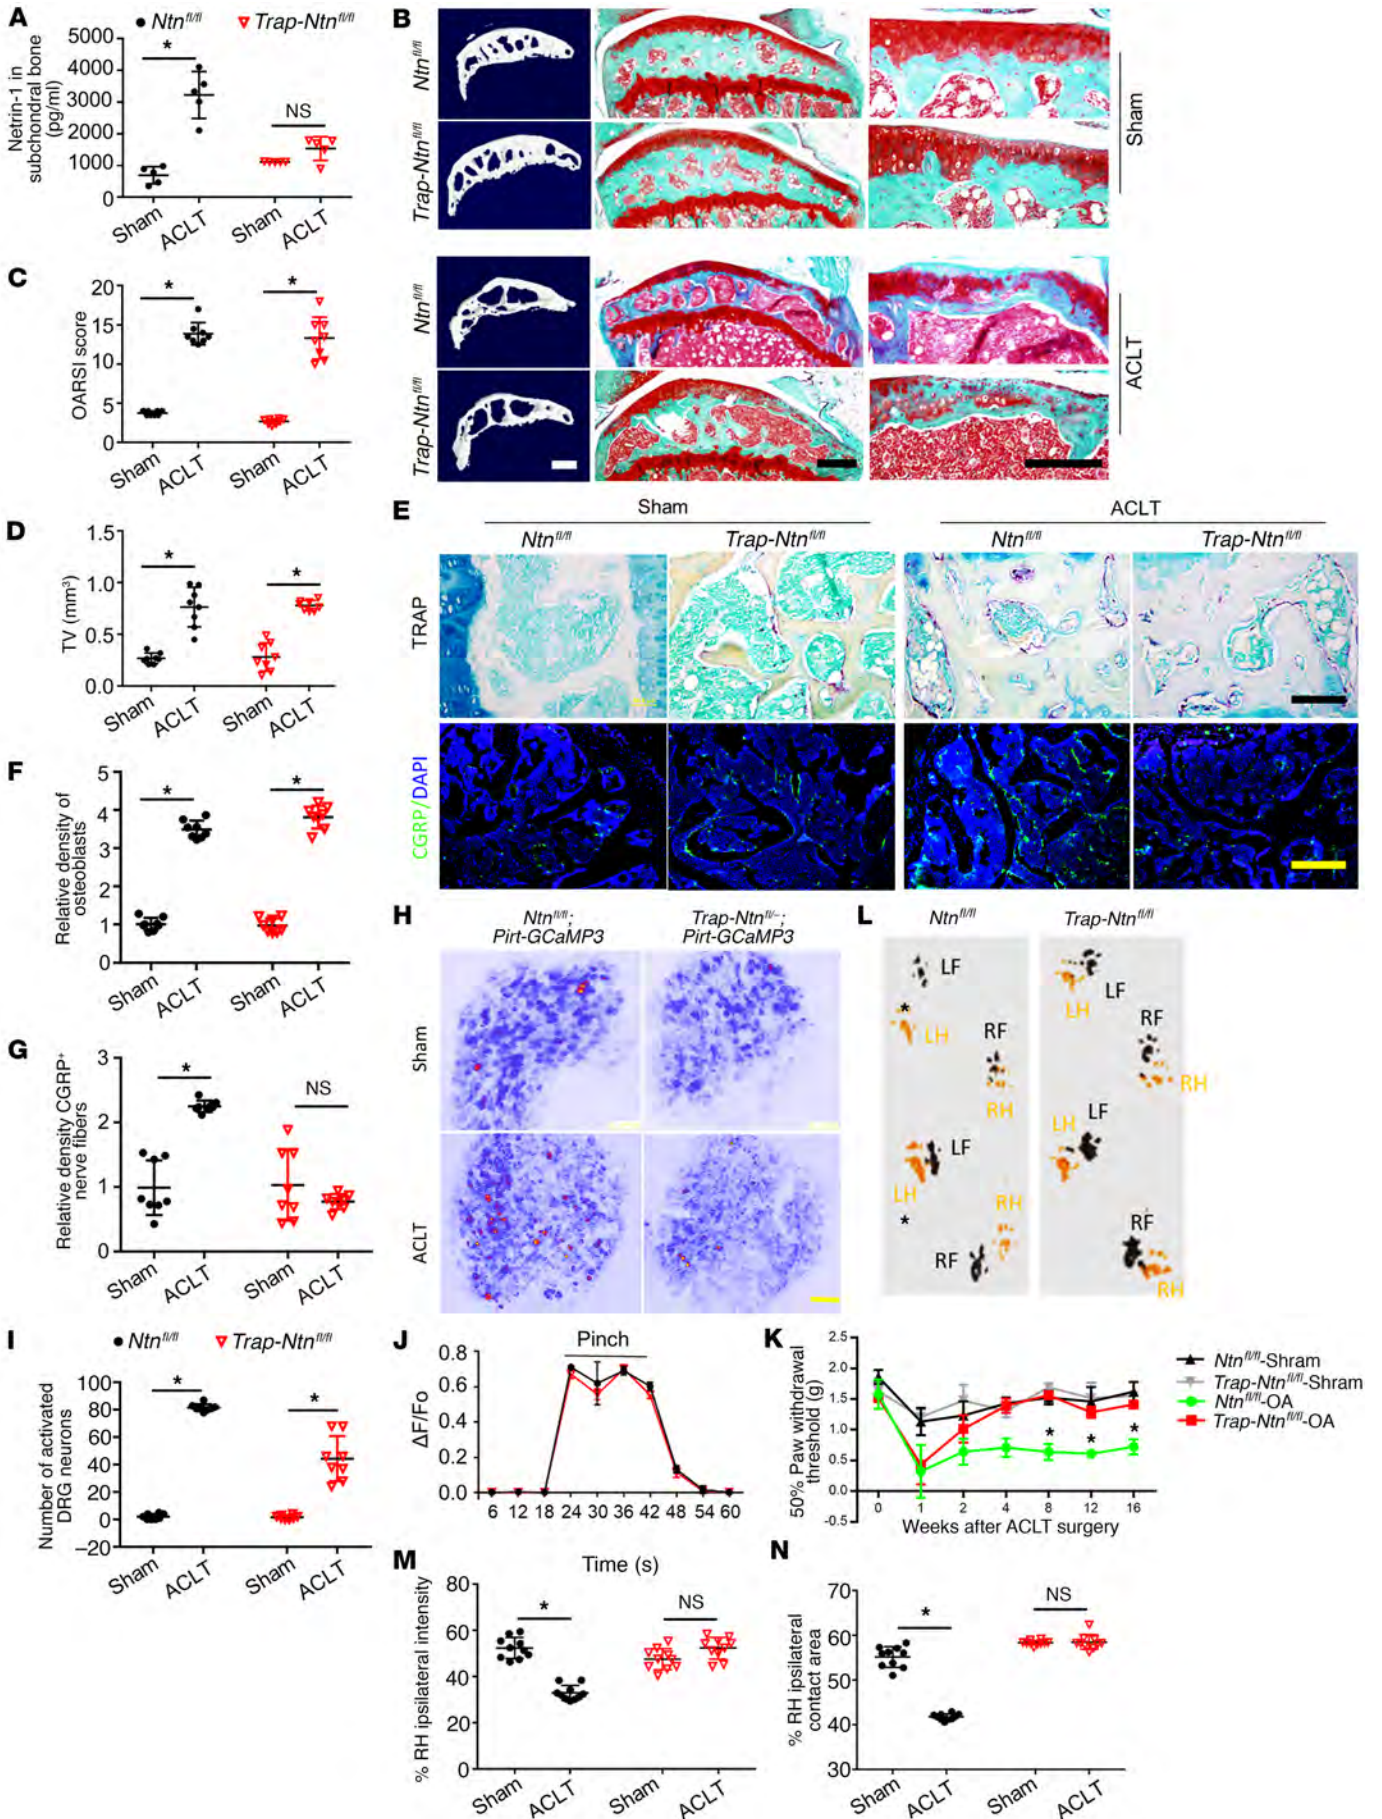 A
Ntn^fl/fl
Trap-Ntn^fl/fl
Netrin-1 in
subhondral bone
(pg/ml)
5000
4000
3000
2000
1000
0
*
NS
Sham
ACLT
Sham
ACLT
B
Ntn^fl/fl
Trap-Ntn^fl/fl
Sham
Ntn^fl/fl
Trap-Ntn^fl/fl
ACLT
C
OARSI score
20
15
10
5
0
*
*
Sham
ACLT
Sham
ACLT
D
TV (mm³)
1.5
1.0
0.5
0.0
*
*
Sham
ACLT
Sham
ACLT
E
Sham
ACLT
Ntn^fl/fl
Trap-Ntn^fl/fl
Ntn^fl/fl
Trap-Ntn^fl/fl
TRAP
CGRP/DAPI
F
Relative density of
osteoblasts
5
4
3
2
1
0
*
*
Sham
ACLT
Sham
ACLT
G
Relative density CGRP⁺
nerve fibers
3
2
1
0
*
NS
Sham
ACLT
Sham
ACLT
H
Ntn^fl/fl;
Pirt-GCaMP3
Trap-Ntn^fl/–;
Pirt-GCaMP3
Sham
ACLT
L
Ntn^fl/fl
Trap-Ntn^fl/fl
LF
*
LH
RF
RH
LF
LH
*
RH
RF
LF
LH
RF
RH
LF
LH
RF
RH
I
Ntn^fl/fl
Trap-Ntn^fl/fl
Number of activated
DRG neurons
100
80
60
40
20
0
–20
*
*
Sham
ACLT
Sham
ACLT
J
Pinch
ΔF/Fo
0.8
0.6
0.4
0.2
0.0
6 12 18 24 30 36 42 48 54 60
Time (s)
K
50% Paw withdrawal
threshold (g)
2.5
2.0
1.5
1.0
0.5
0.0
-0.5
* * *
0 1 2 4 8 12 16
Weeks after ACLT surgery
Ntn^fl/fl-Shram
Trap-Ntn^fl/fl-Shram
Ntn^fl/fl-OA
Trap-Ntn^fl/fl-OA
M
% RH ipsilateral intensity
80
60
40
20
0
*
NS
Sham
ACLT
Sham
ACLT
N
% RH ipsilateral
contact area
70
60
50
40
30
*
NS
Sham
ACLT
Sham
ACLT